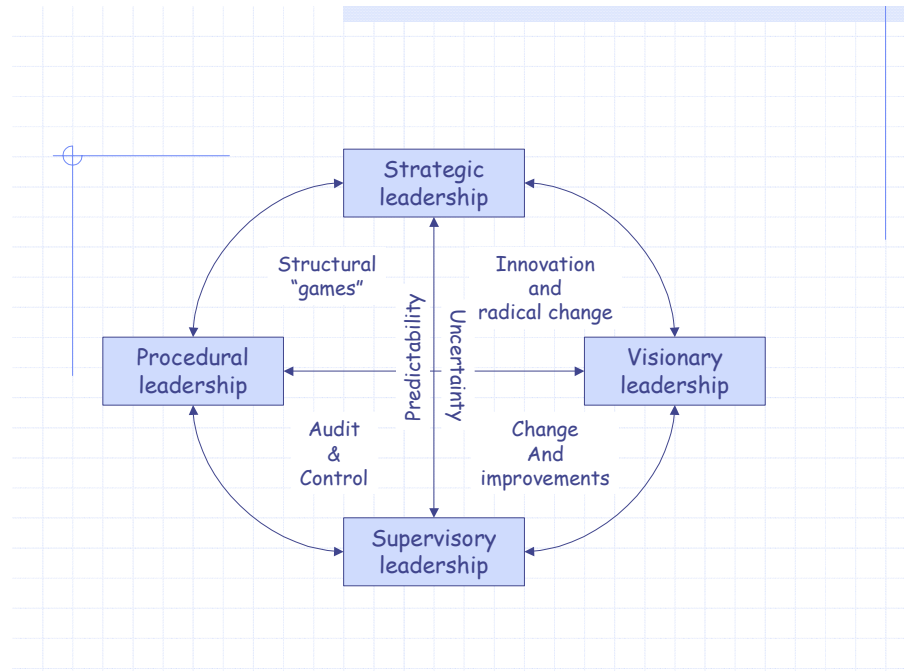 Strategic
leadership
Structural
“games”
Innovation
and
radical change
Predictability
Uncertainty
Procedural
leadership
Visionary
leadership
Audit
&
Control
Change
And
improvements
Supervisory
leadership